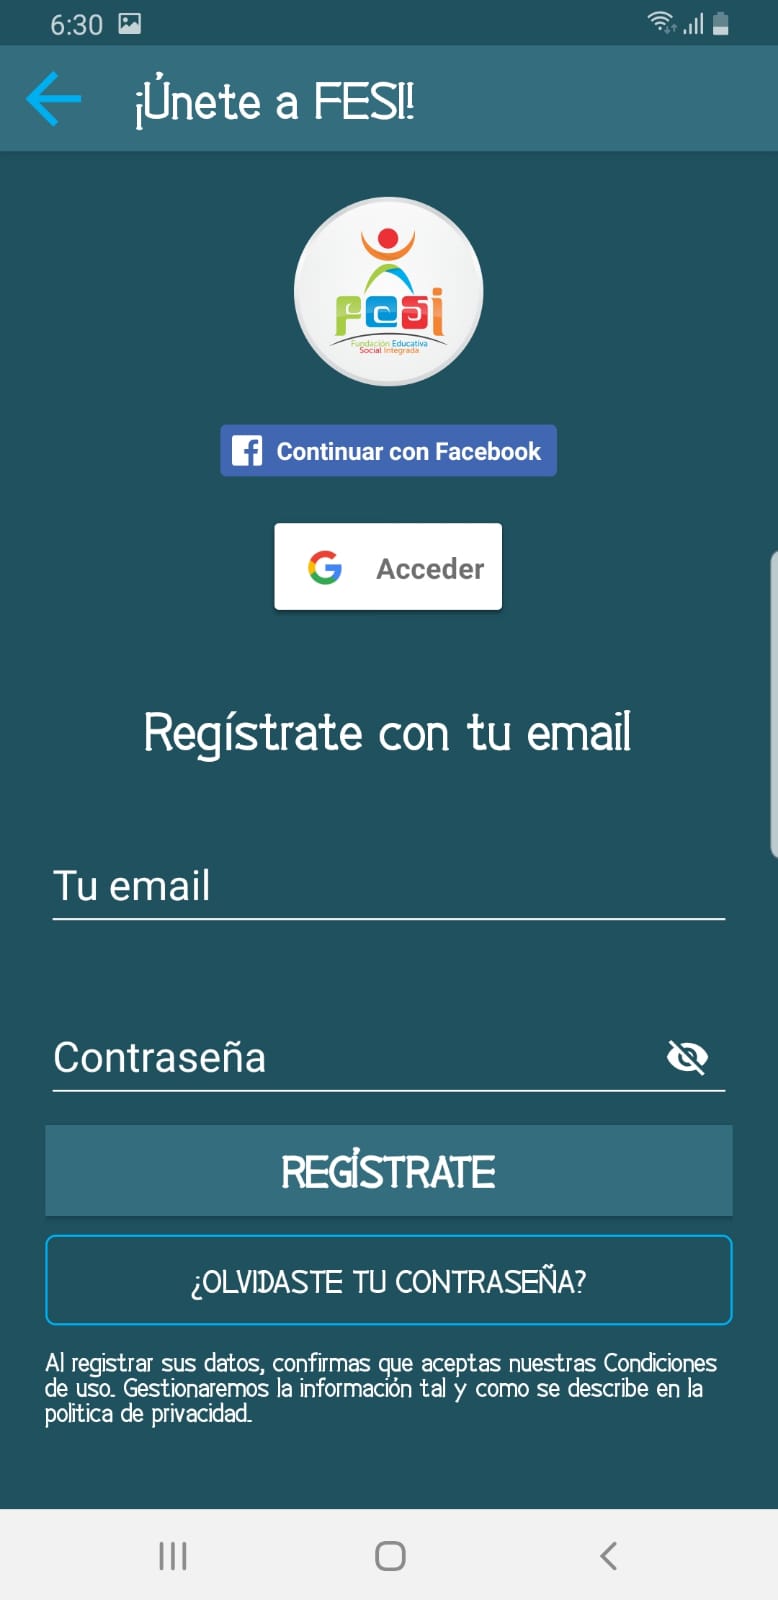 6:30
¡Únete a FESI!
FESi
Fundación Educativa
Social Integrada
Continuar con Facebook
Acceder
Regístrate con tu email
Tu email
Contraseña
REGÍSTRATE
¿OLVIDASTE TU CONTRASEÑA?
Al registrar sus datos, confirmas que aceptas nuestras Condiciones
de uso. Gestionaremos la información tal y como se describe en la
politica de privacidad.